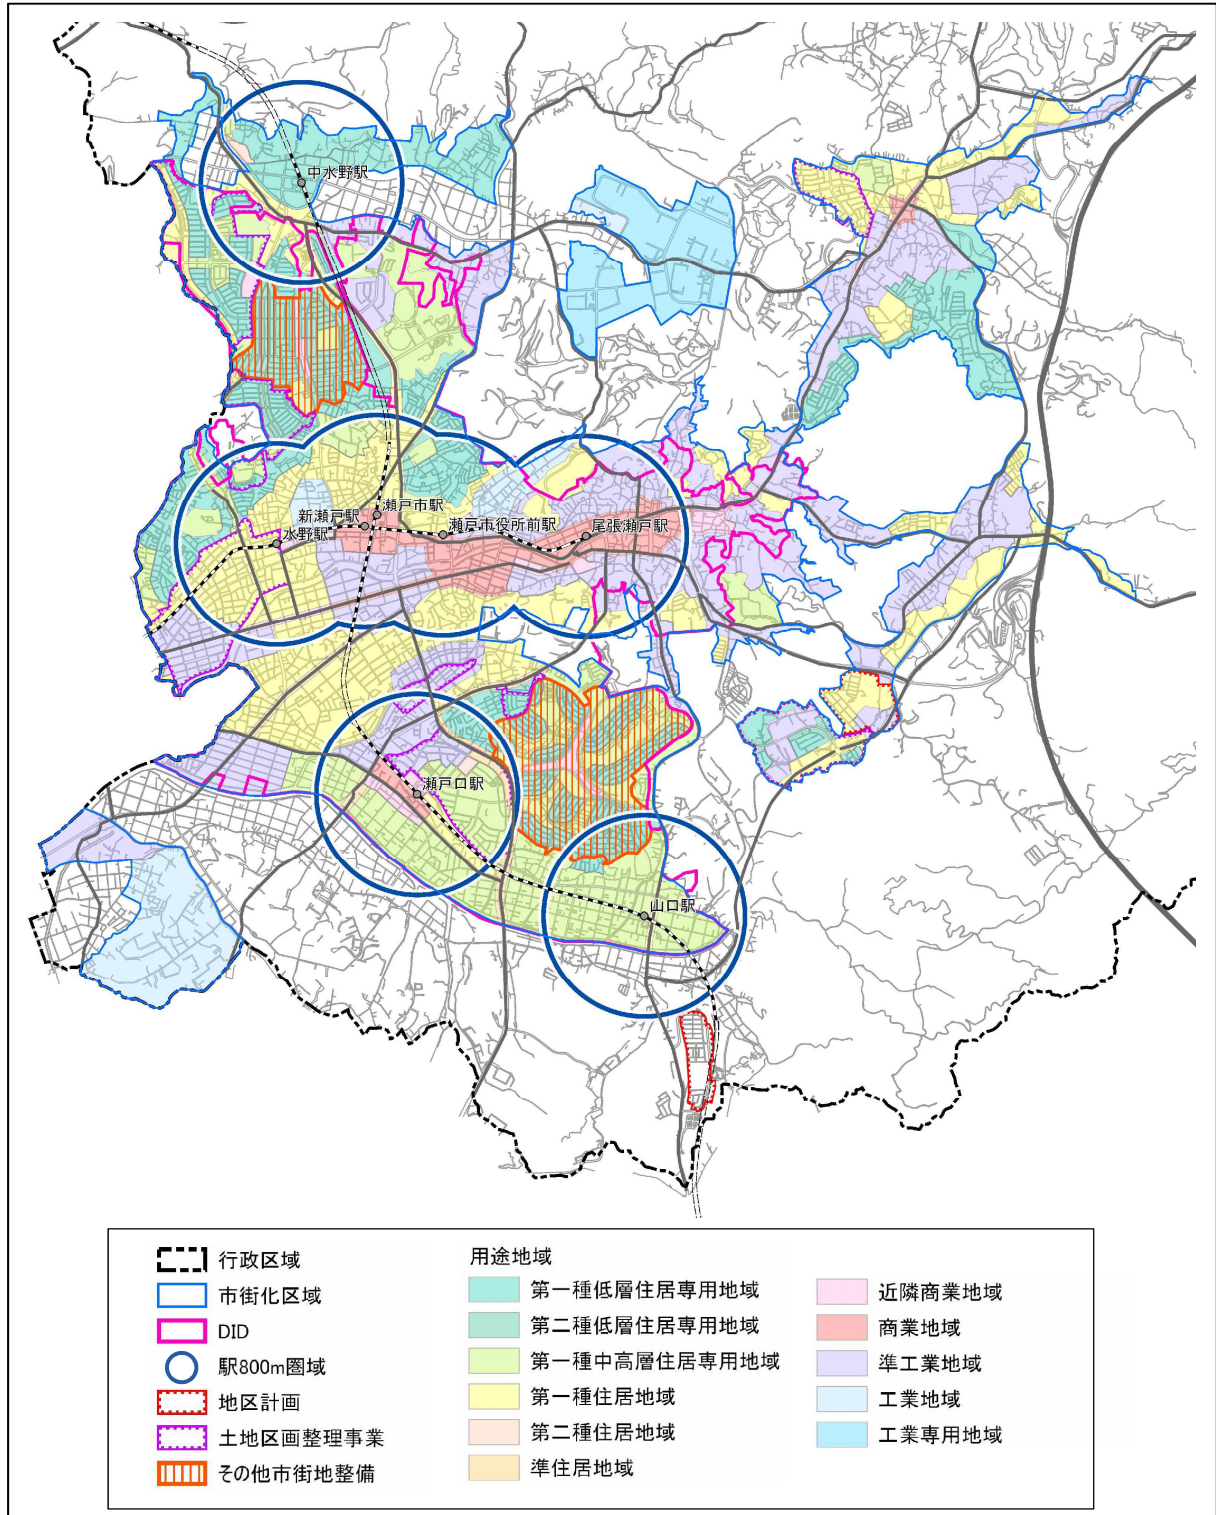 中水野駅
瀬戸市駅
新瀬戸駅
瀬戸市役所前駅
尾張瀬戸駅
水野駅
瀬戸口駅
山口駅
行政区域
市街化区域
DID
駅800m圏域
地区計画
土地区画整理事業
その他市街地整備
用途地域
第一種低層住居専用地域
第二種低層住居専用地域
第一種中高層住居専用地域
第一種住居地域
第二種住居地域
準住居地域
近隣商業地域
商業地域
準工業地域
工業地域
工業専用地域